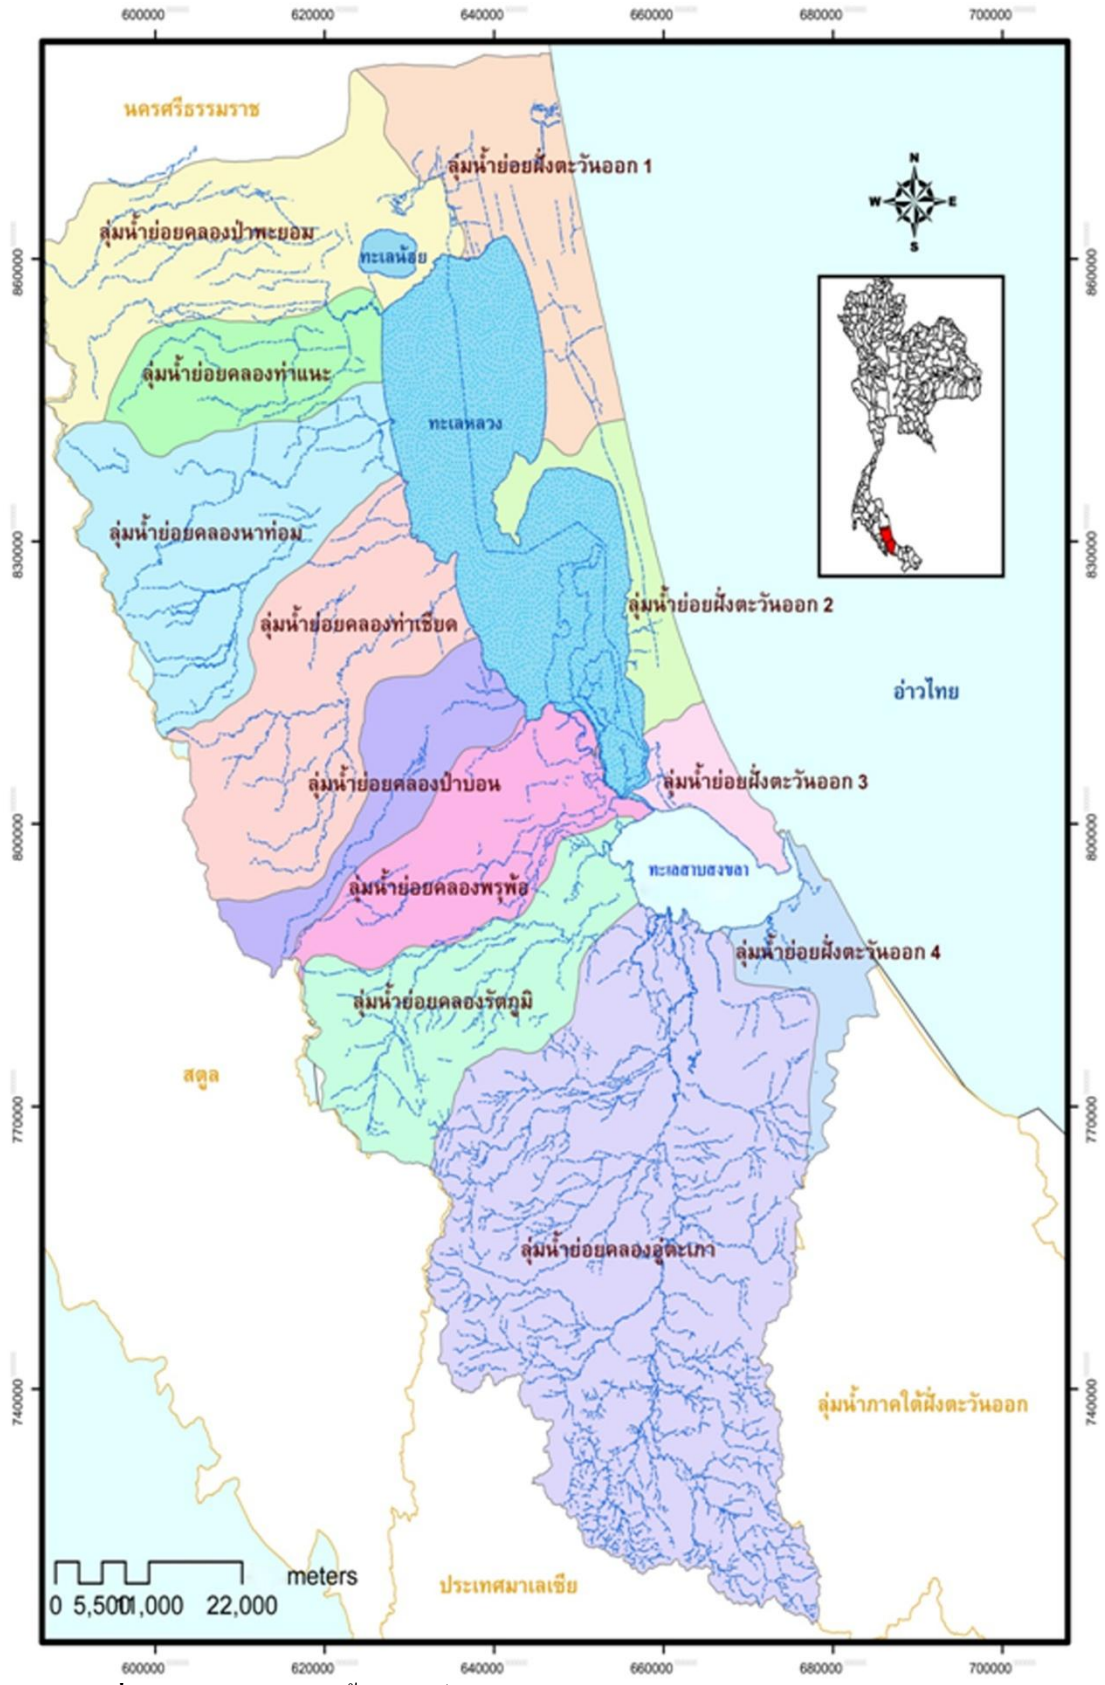 600000 620000 640000 660000 680000 700000
นครศรีธรรมราช
ลุ่มน้ำย่อยฝั่งตะวันออก 1
N
W E
S
ลุ่มน้ำย่อยคลองป่าพะยอม
ทะเลน้อย
860000 860000
ลุ่มน้ำย่อยคลองท่าแนะ
ทะเลหลวง
ลุ่มน้ำย่อยคลองนาท่อม
830000 830000
ลุ่มน้ำย่อยฝั่งตะวันออก 2
ลุ่มน้ำย่อยคลองท่าเชียด
อ่าวไทย
ลุ่มน้ำย่อยคลองป่าบอน
ลุ่มน้ำย่อยฝั่งตะวันออก 3
800000 800000
ทะเลสาบสงขลา
ลุ่มน้ำย่อยคลองพรุพ้อ
ลุ่มน้ำย่อยฝั่งตะวันออก 4
ลุ่มน้ำย่อยคลองรัตภูมิ
สตูล
770000 770000
ลุ่มน้ำย่อยคลองอู่ตะเภา
740000 740000
ลุ่มน้ำภาคใต้ฝั่งตะวันออก
meters
ประเทศมาเลเซีย
0 5,500 11,000 22,000
600000 620000 640000 660000 680000 700000